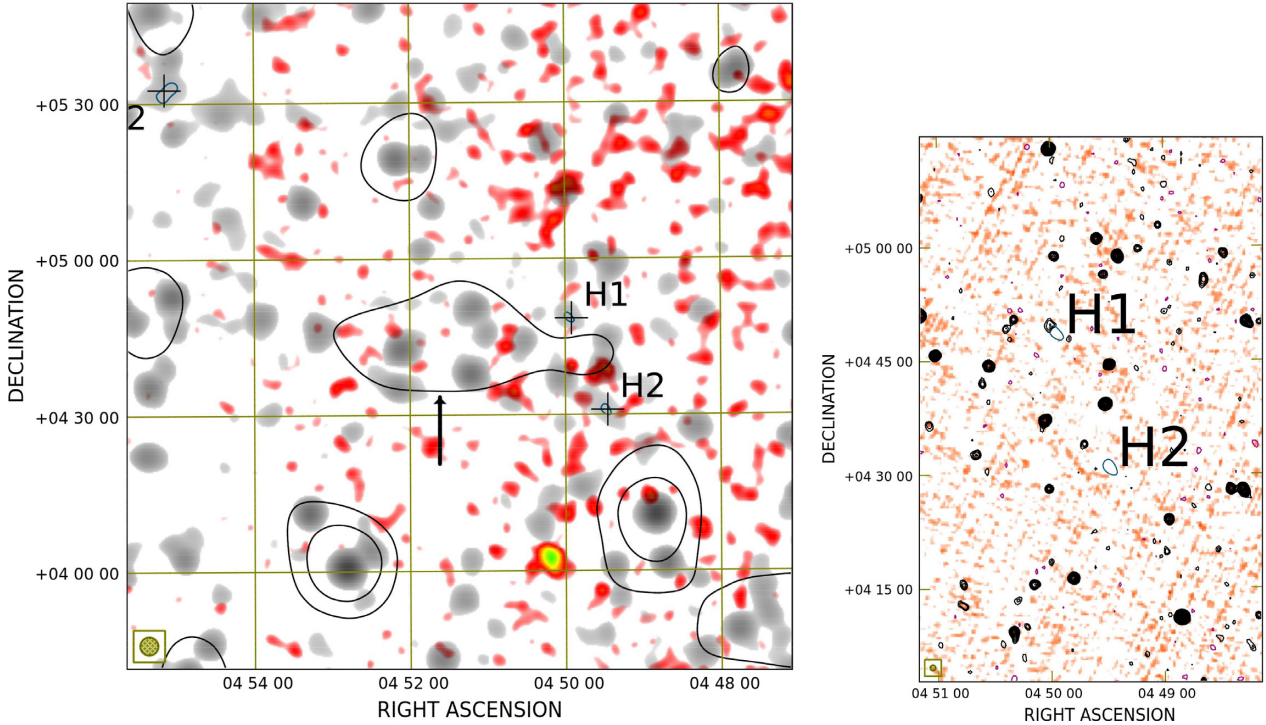 2
+05 30 00
+05 00 00
+04 30 00
+04 00 00
DECLINATION
H1
H2
04 54 00
04 52 00
04 50 00
04 48 00
RIGHT ASCENSION
+05 00 00
+04 45 00
+04 30 00
+04 15 00
DECLINATION
H1
H2
04 51 00
04 50 00
04 49 00
RIGHT ASCENSION